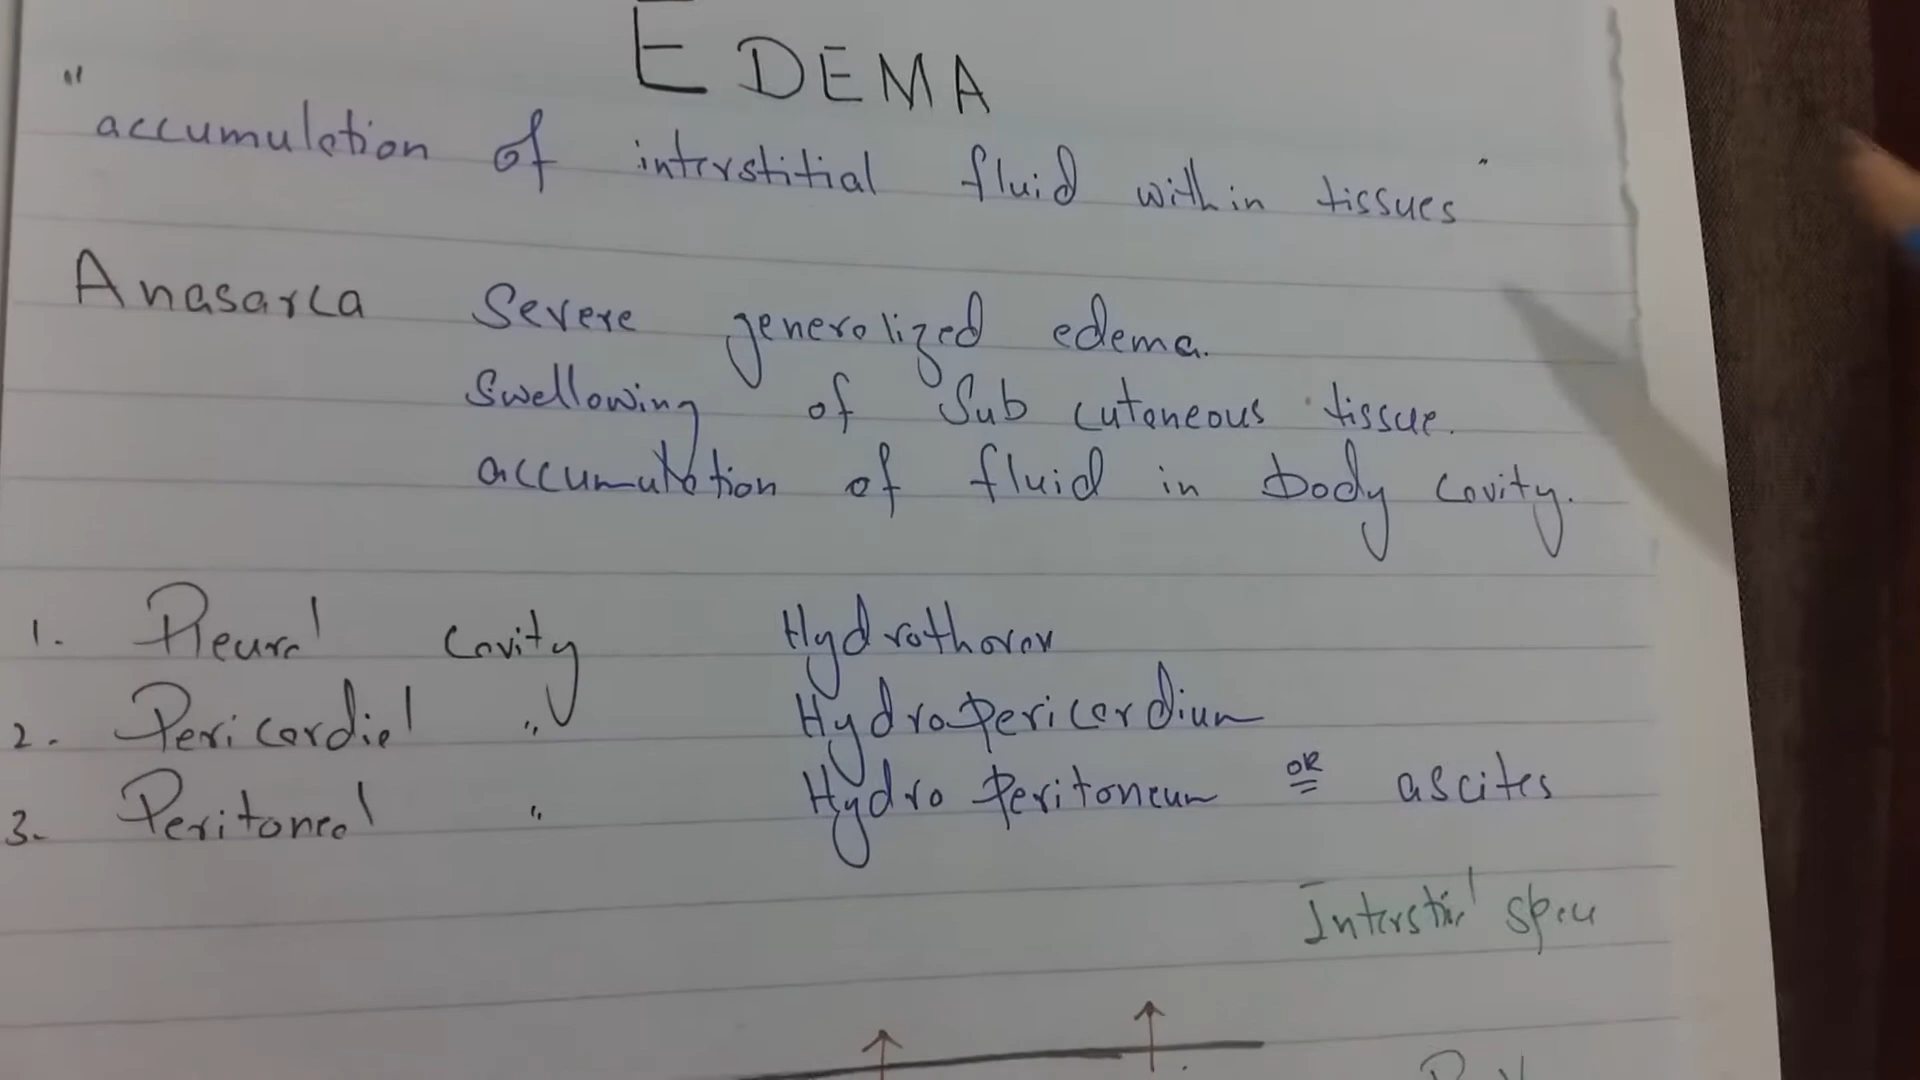 EDEMA
"accumulation of interstitial fluid within tissues"
Anasarca Severe generalized edema.
Swellowing of Sub cutaneous tissue.
accumulation of fluid in body cavity.
1. Pleural cavity Hydrothorax
2. Pericardial " Hydropericardium
3. Peritoneal " Hydro peritoneum OR ascites
Interstitial space